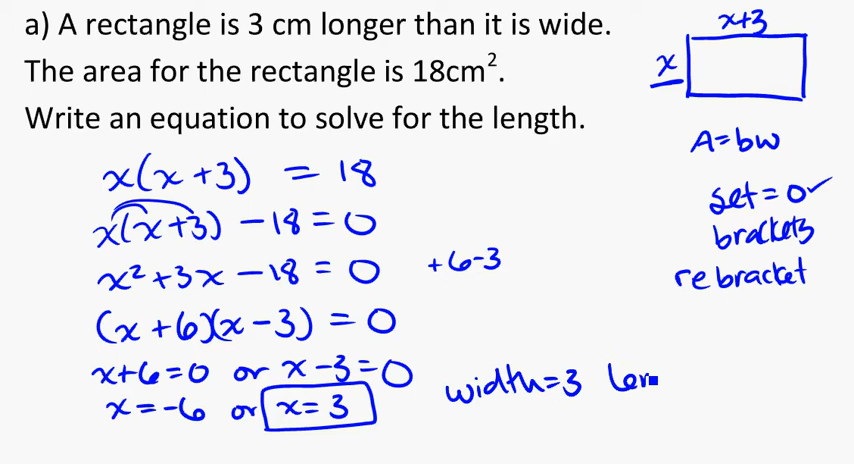 a) A rectangle is 3 cm longer than it is wide.
The area for the rectangle is 18cm².
Write an equation to solve for the length.
x+3
x
A=bw
set=0✓
brackets
rebracket
x(x+3) = 18
x(x+3) -18=0
x²+3x-18=0
+6-3
(x+6)(x-3)=0
x+6=0 or x-3=0
x=-6 or x=3
width=3 len